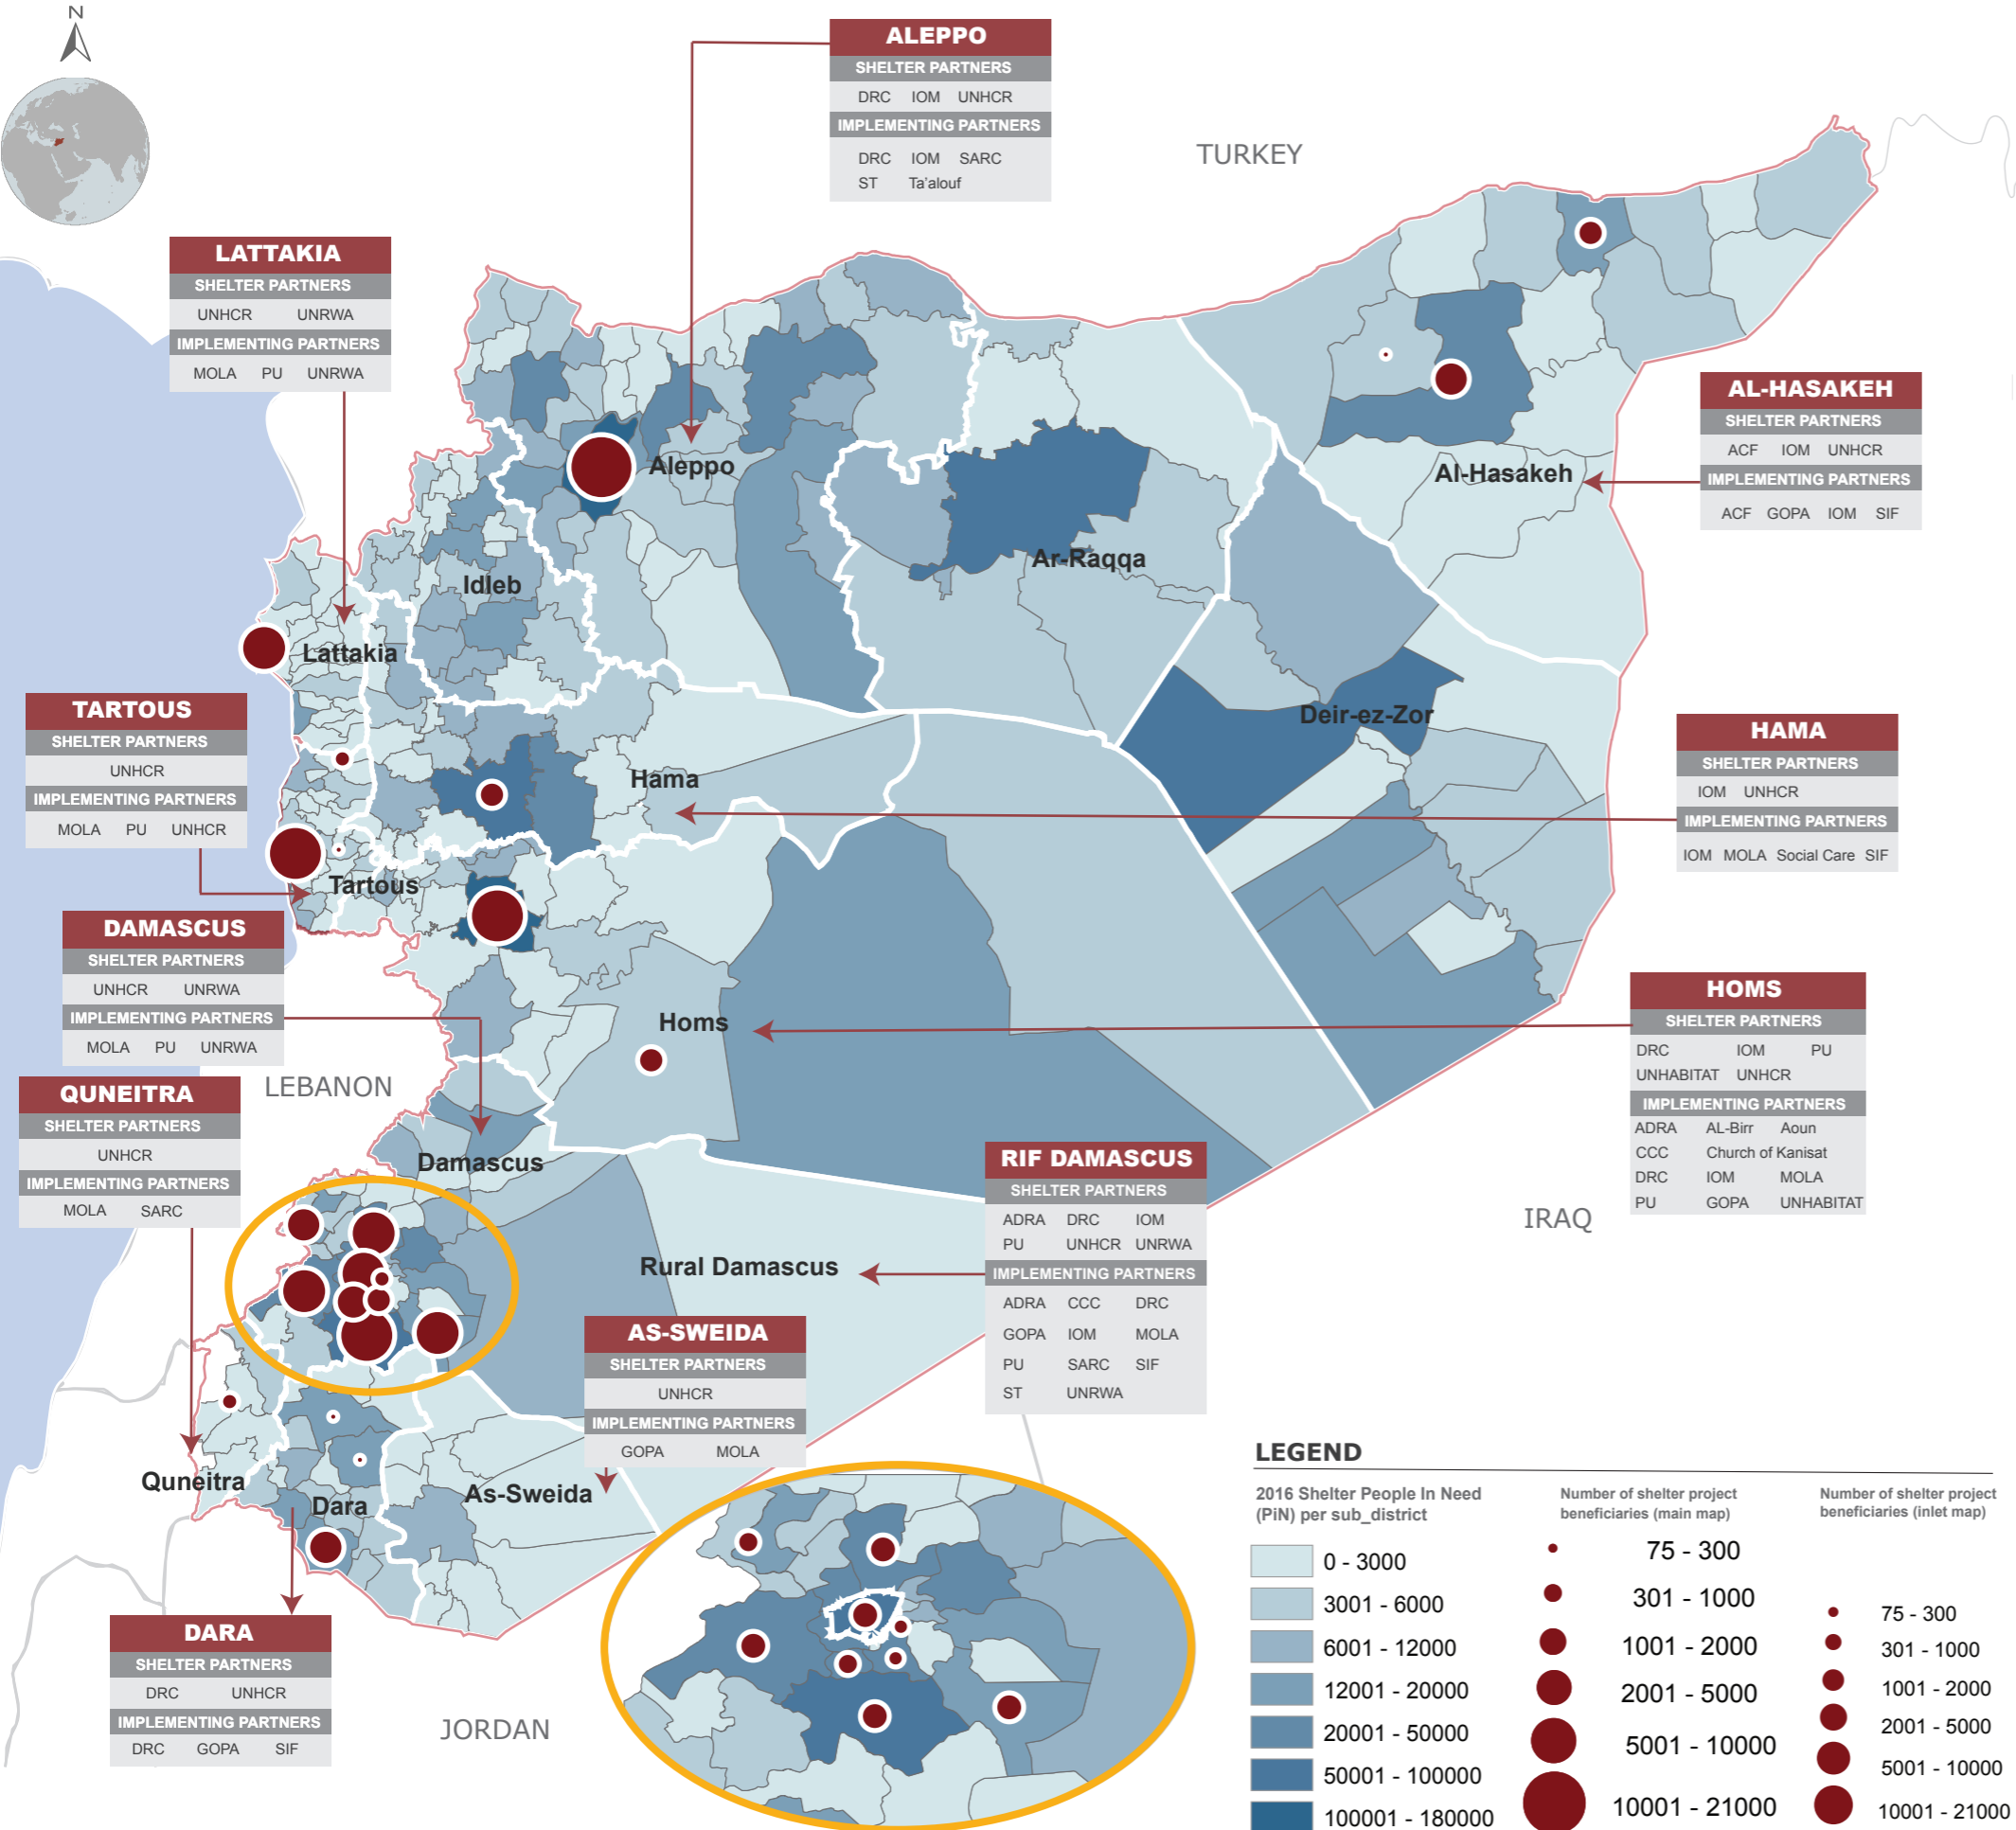 N
ALEPPO
SHELTER PARTNERS
DRC IOM UNHCR
IMPLEMENTING PARTNERS
DRC IOM SARC
ST Ta'alouf
TURKEY
LATTAKIA
SHELTER PARTNERS
UNHCR UNRWA
IMPLEMENTING PARTNERS
MOLA PU UNRWA
AL-HASAKEH
SHELTER PARTNERS
ACF IOM UNHCR
IMPLEMENTING PARTNERS
ACF GOPA IOM SIF
Aleppo
Al-Hasakeh
Ar-Raqqa
Idleb
Lattakia
TARTOUS
SHELTER PARTNERS
UNHCR
IMPLEMENTING PARTNERS
MOLA PU UNHCR
Deir-ez-Zor
HAMA
SHELTER PARTNERS
IOM UNHCR
IMPLEMENTING PARTNERS
IOM MOLA Social Care SIF
Hama
Tartous
DAMASCUS
SHELTER PARTNERS
UNHCR UNRWA
IMPLEMENTING PARTNERS
MOLA PU UNRWA
HOMS
SHELTER PARTNERS
DRC IOM PU
UNHABITAT UNHCR
IMPLEMENTING PARTNERS
ADRA AL-Birr Aoun
CCC Church of Kanisat
DRC IOM MOLA
PU GOPA UNHABITAT
Homs
LEBANON
QUNEITRA
SHELTER PARTNERS
UNHCR
IMPLEMENTING PARTNERS
MOLA SARC
Damascus
RIF DAMASCUS
SHELTER PARTNERS
ADRA DRC IOM
PU UNHCR UNRWA
IMPLEMENTING PARTNERS
ADRA CCC DRC
GOPA IOM MOLA
PU SARC SIF
ST UNRWA
IRAQ
Rural Damascus
AS-SWEIDA
SHELTER PARTNERS
UNHCR
IMPLEMENTING PARTNERS
GOPA MOLA
Quneitra
Dara
As-Sweida
DARA
SHELTER PARTNERS
DRC UNHCR
IMPLEMENTING PARTNERS
DRC GOPA SIF
JORDAN
LEGEND
2016 Shelter People In Need
(PiN) per sub_district
0 - 3000
3001 - 6000
6001 - 12000
12001 - 20000
20001 - 50000
50001 - 100000
100001 - 180000
Number of shelter project
beneficiaries (main map)
75 - 300
301 - 1000
1001 - 2000
2001 - 5000
5001 - 10000
10001 - 21000
Number of shelter project
beneficiaries (inlet map)
75 - 300
301 - 1000
1001 - 2000
2001 - 5000
5001 - 10000
10001 - 21000